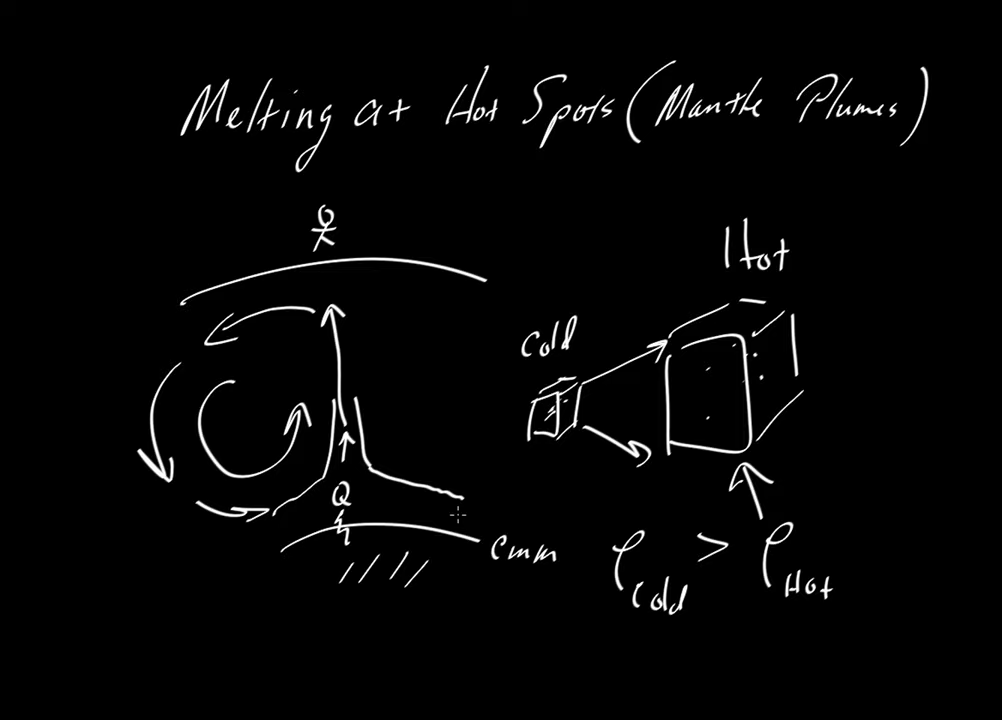 Melting at Hot Spots (Mantle Plumes)
Hot
Cold
Q
cmm
ρCold > ρHot